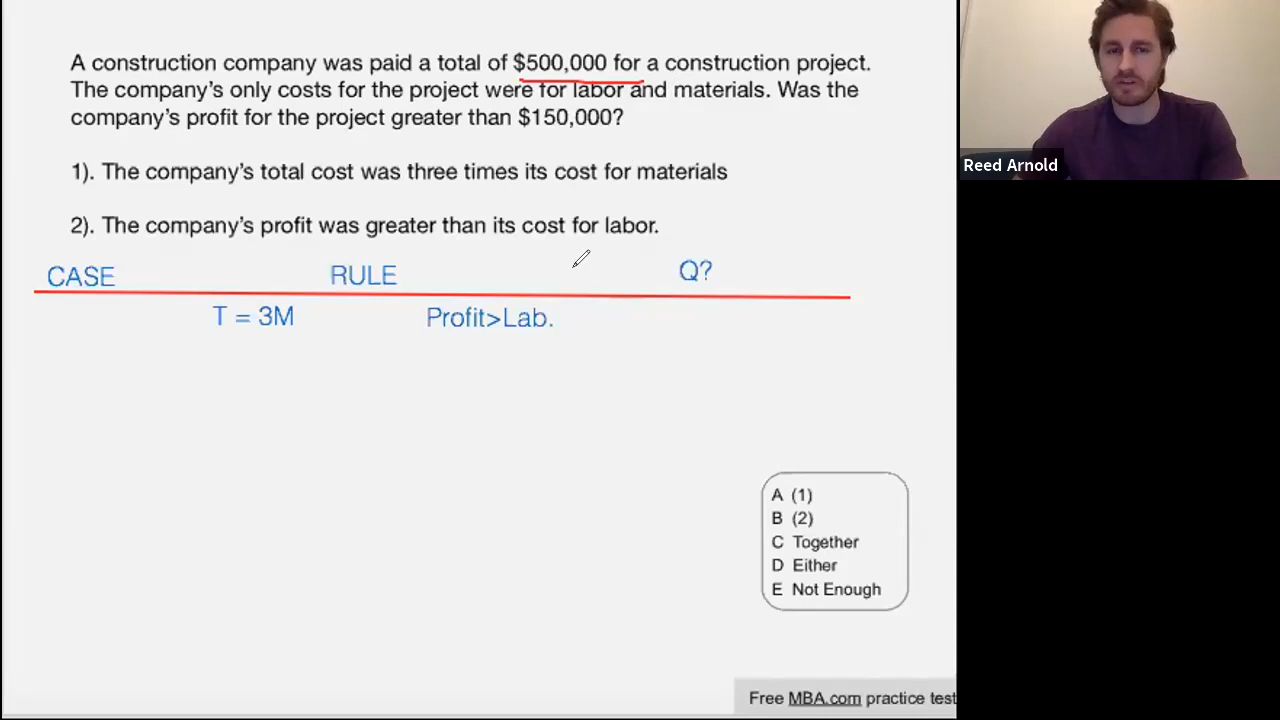 A construction company was paid a total of $500,000 for a construction project.
The company's only costs for the project were for labor and materials. Was the
company's profit for the project greater than $150,000?
1). The company's total cost was three times its cost for materials
2). The company's profit was greater than its cost for labor.
CASE RULE Q?
T = 3M Profit>Lab.
A (1)
B (2)
C Together
D Either
E Not Enough
Free MBA.com practice test
Reed Arnold